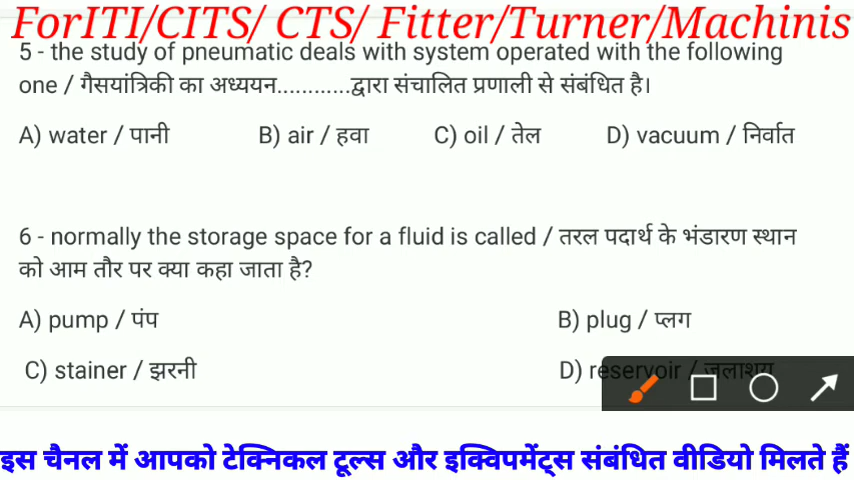 ForITI/CITS/ CTS/ Fitter/Turner/Machinis
5 - the study of pneumatic deals with system operated with the following
one / गैसयांत्रिकी का अध्ययन............द्वारा संचालित प्रणाली से संबंधित है।
A) water / पानी B) air / हवा C) oil / तेल D) vacuum / निर्वात
6 - normally the storage space for a fluid is called / तरल पदार्थ के भंडारण स्थान
को आम तौर पर क्या कहा जाता है?
A) pump / पंप B) plug / प्लग
C) stainer / झरनी D) reservoir / जलाशय
इस चैनल में आपको टेक्निकल टूल्स और इक्विपमेंट्स संबंधित वीडियो मिलते हैं